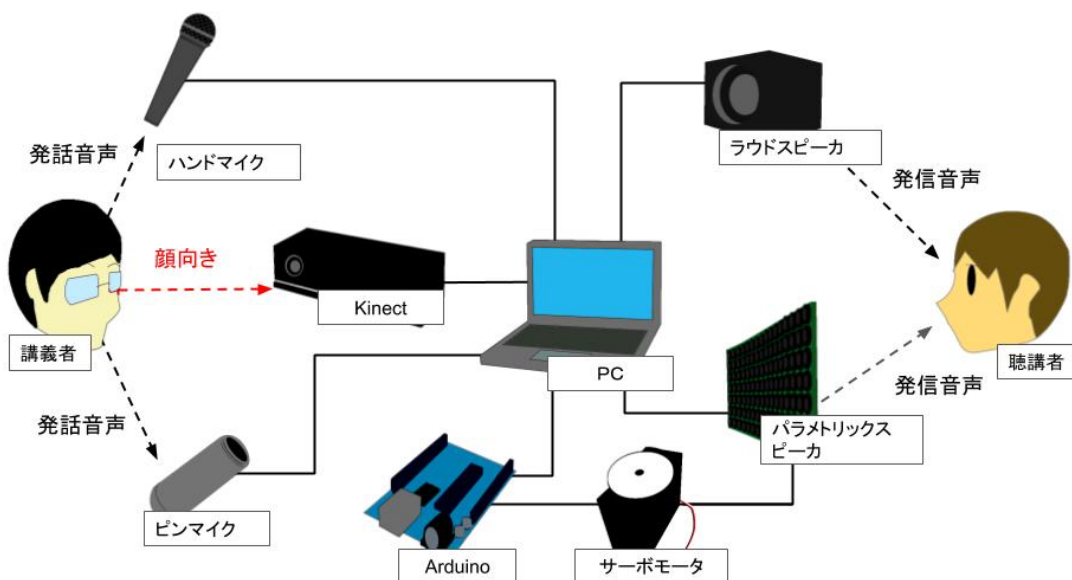 発話音声
ハンドマイク
ラウドスピーカ
発信音声
顔向き
Kinect
講義者
PC
聴講者
発信音声
発話音声
パラメトリックス
ピーカ
ピンマイク
Arduino
サーボモータ